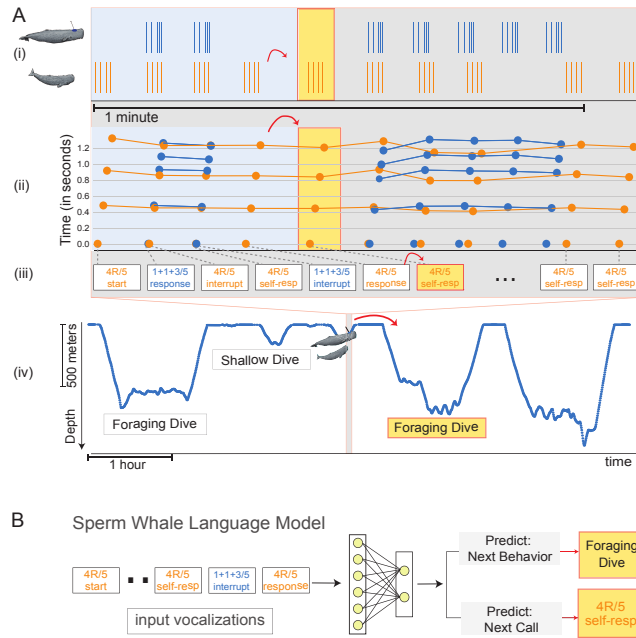 A
(i)
1 minute
(ii)
Time (in seconds)
1.2
1.0
0.8
0.6
0.4
0.2
0.0
(iii)
4R/5
start
1+1+3/5
response
4R/5
interrupt
4R/5
self-resp
1+1+3/5
interrupt
4R/5
response
4R/5
self-resp
...
4R/5
self-resp
4R/5
self-resp
(iv)
500 meters
Depth
Foraging Dive
Shallow Dive
Foraging Dive
1 hour
time
B
Sperm Whale Language Model
4R/5
start
..
4R/5
self-resp
1+1+3/5
interrupt
4R/5
response
input vocalizations
Predict:
Next Behavior
Foraging
Dive
Predict:
Next Call
4R/5
self-resp